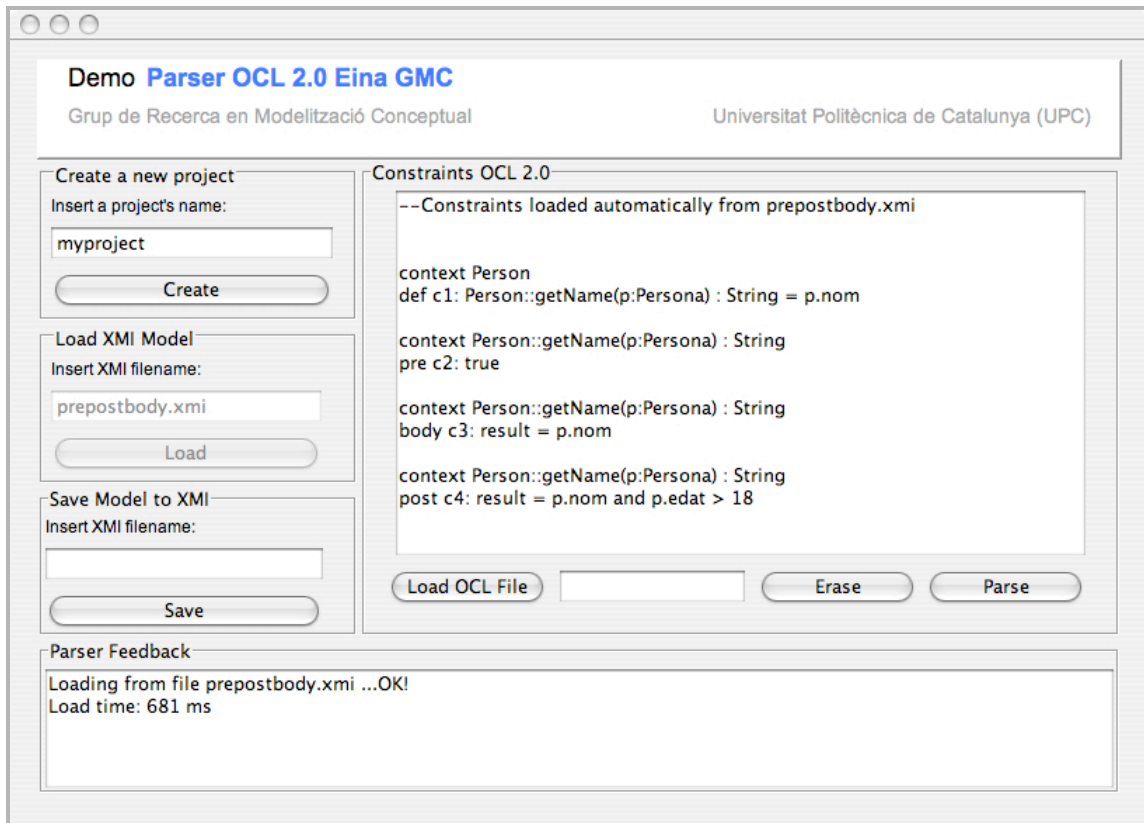 Demo Parser OCL 2.0 Eina GMC
Grup de Recerca en Modelització Conceptual
Universitat Politècnica de Catalunya (UPC)
Create a new project
Insert a project's name:
myproject
Create
Load XMI Model
Insert XMI filename:
prepostbody.xmi
Load
Save Model to XMI
Insert XMI filename:
Save
Constraints OCL 2.0
--Constraints loaded automatically from prepostbody.xmi
context Person
def c1: Person::getName(p:Persona) : String = p.nom
context Person::getName(p:Persona) : String
pre c2: true
context Person::getName(p:Persona) : String
body c3: result = p.nom
context Person::getName(p:Persona) : String
post c4: result = p.nom and p.edat > 18
Load OCL File
Erase
Parse
Parser Feedback
Loading from file prepostbody.xmi ...OK!
Load time: 681 ms